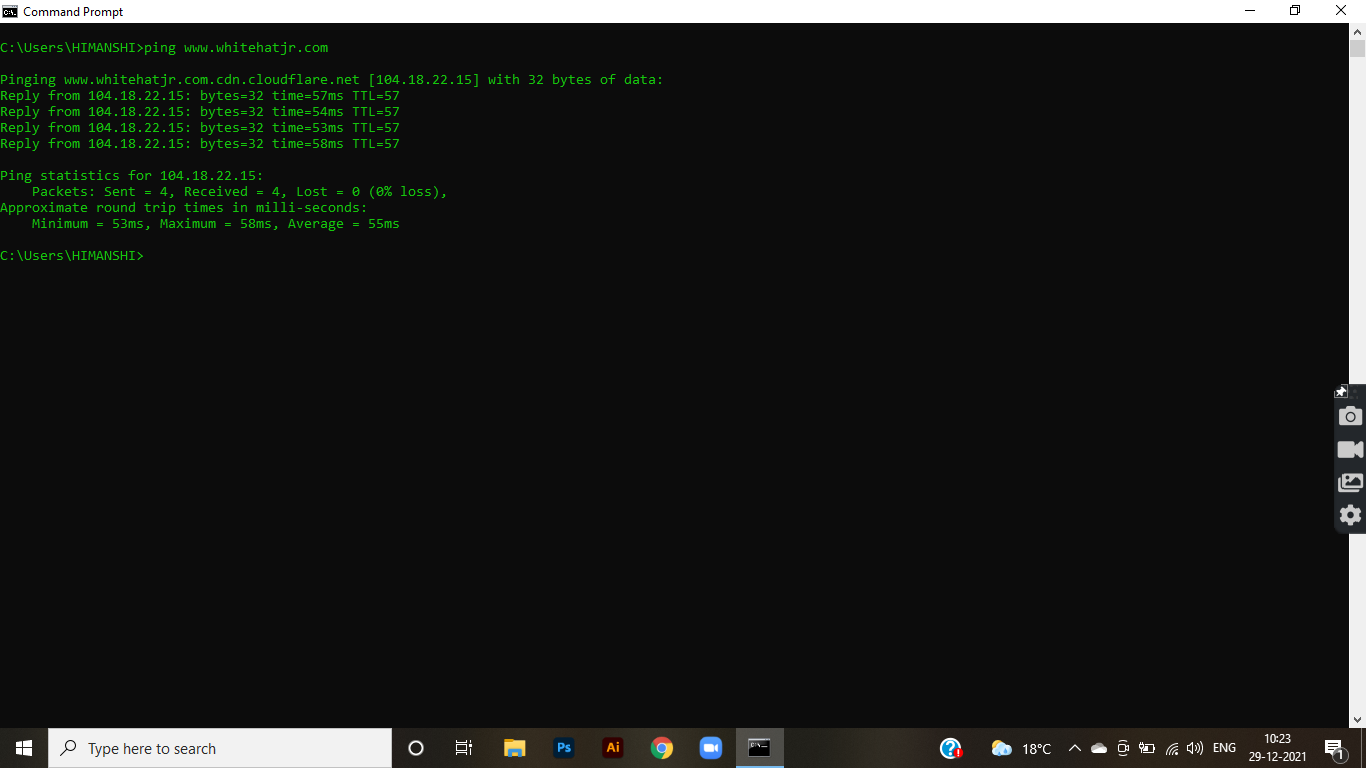 Command Prompt
C:\Users\HIMANSHI>ping www.whitehatjr.com
Pinging www.whitehatjr.com.cdn.cloudflare.net [104.18.22.15] with 32 bytes of data:
Reply from 104.18.22.15: bytes=32 time=57ms TTL=57
Reply from 104.18.22.15: bytes=32 time=54ms TTL=57
Reply from 104.18.22.15: bytes=32 time=53ms TTL=57
Reply from 104.18.22.15: bytes=32 time=58ms TTL=57
Ping statistics for 104.18.22.15:
    Packets: Sent = 4, Received = 4, Lost = 0 (0% loss),
Approximate round trip times in milli-seconds:
    Minimum = 53ms, Maximum = 58ms, Average = 55ms
C:\Users\HIMANSHI>
Type here to search
Ps
Ai
18°C
ENG
10:23
29-12-2021
1